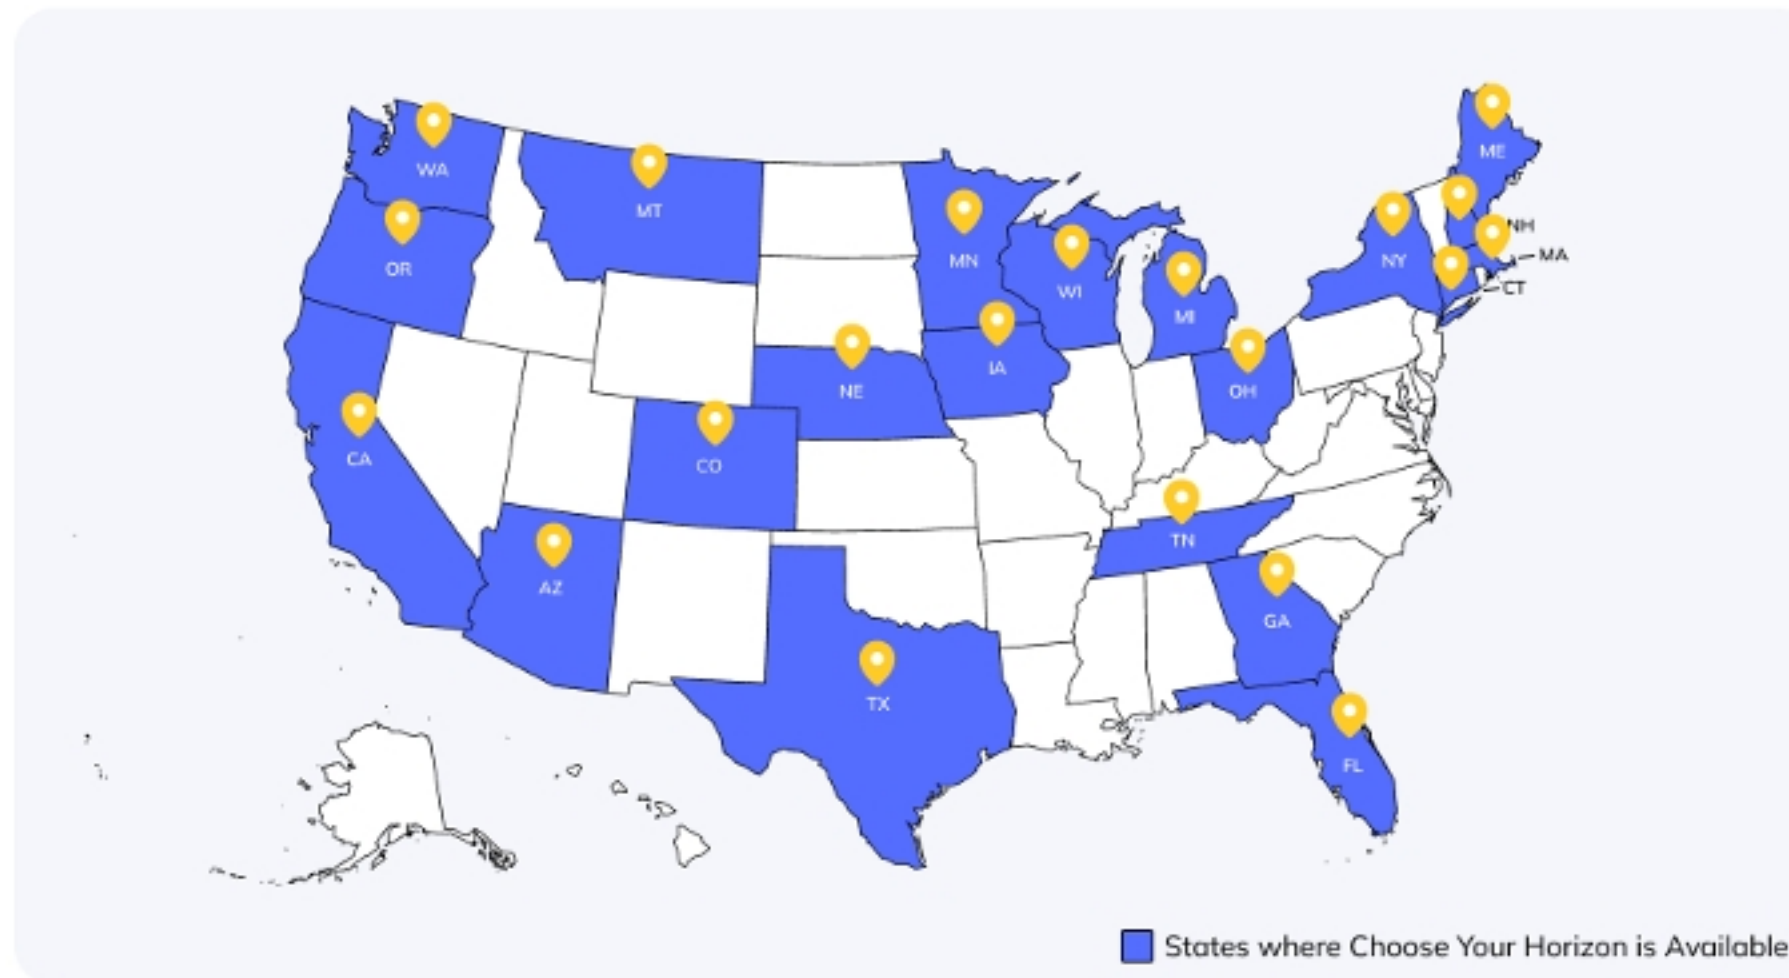 ME
WA
MT
NH
MA
NY
MN
OR
CT
WI
MI
IA
NE
OH
CA
CO
TN
AZ
GA
TX
FL
States where Choose Your Horizon is Available